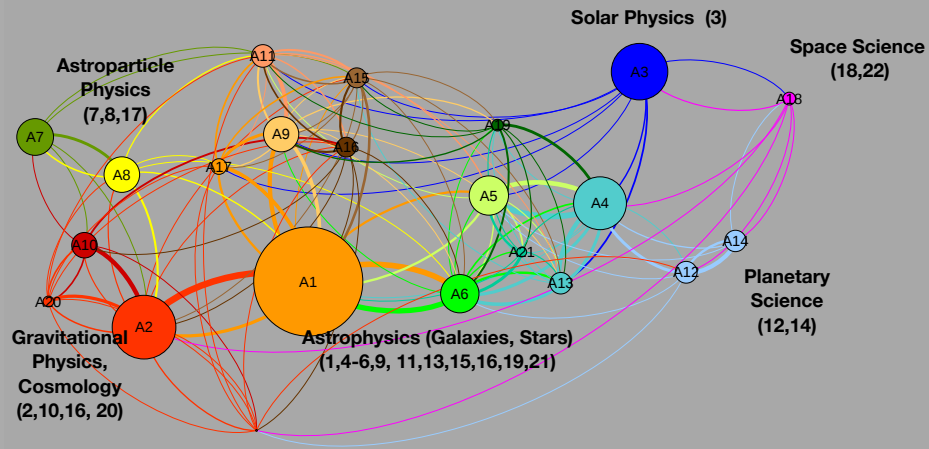 Solar Physics (3)
Space Science
(18,22)
Astroparticle
Physics
(7,8,17)
A11
A15
A3
A18
A7
A9
A19
A16
A8
A17
A5
A4
A10
A21
A14
A12
A1
A13
A6
A20
A2
Planetary
Science
(12,14)
Gravitational
Physics,
Cosmology
(2,10,16, 20)
Astrophysics (Galaxies, Stars)
(1,4-6,9, 11,13,15,16,19,21)